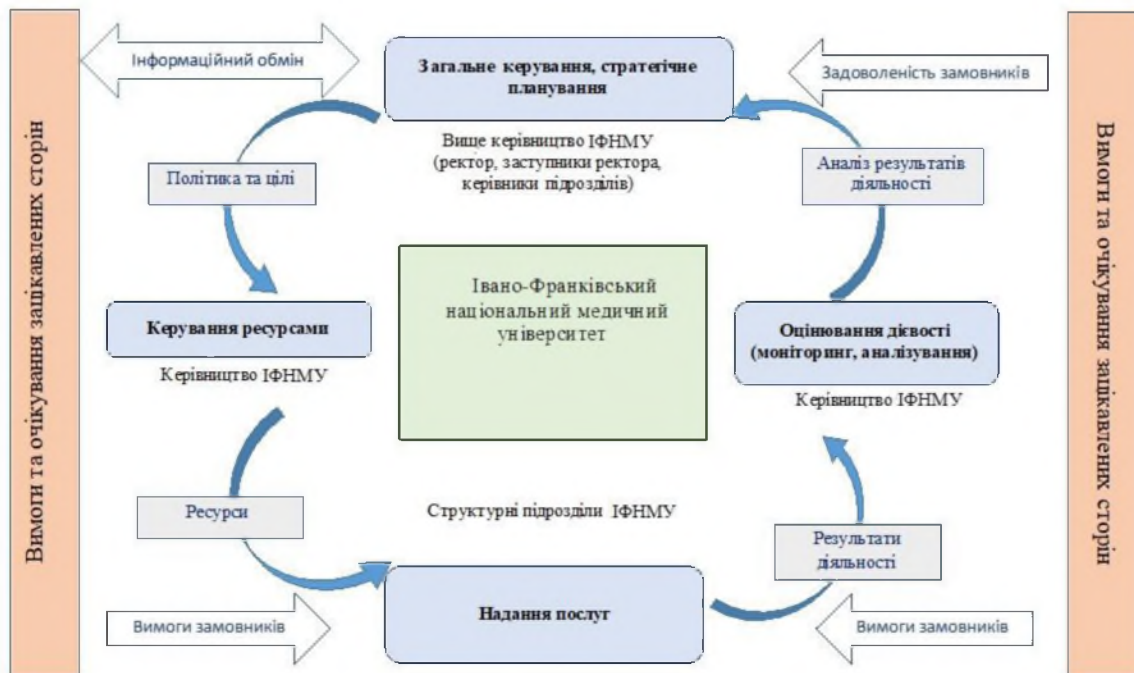 Вимоги та очікування зацікавлених сторін
Інформаційний обмін
Загальне керування, стратегічне
планування
Задоволеність замовників
Вище керівництво ІФНМУ
(ректор, заступники ректора,
керівники підрозділів)
Політика та цілі
Аналіз результатів
діяльності
Івано-Франківський
національний медичний
університет
Керування ресурсами
Керівництво ІФНМУ
Оцінювання дієвості
(моніторинг, аналізування)
Керівництво ІФНМУ
Ресурси
Структурні підрозділи ІФНМУ
Результати
діяльності
Вимоги замовників
Надання послуг
Вимоги замовників
Вимоги та очікування зацікавлених сторін